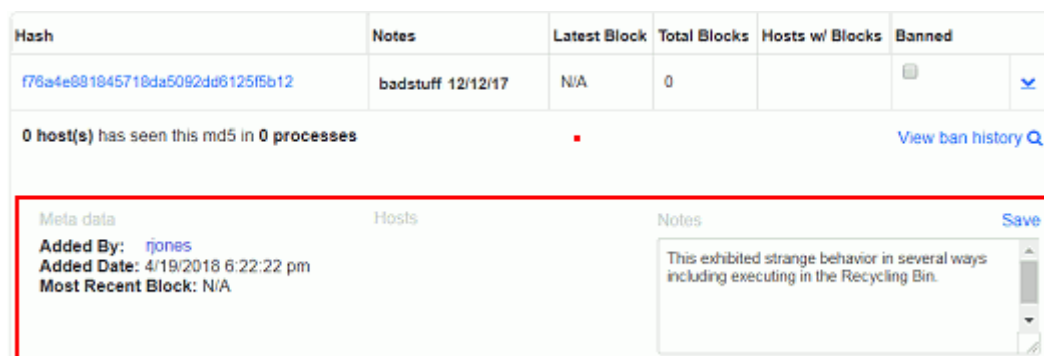 Hash Notes Latest Block Total Blocks Hosts w/ Blocks Banned
f76a4e881845718da5092dd6125f5b12 badstuff 12/12/17 N/A 0
0 host(s) has seen this md5 in 0 processes View ban history
Meta data Hosts Notes Save
Added By: rjones
Added Date: 4/19/2018 6:22:22 pm
Most Recent Block: N/A
This exhibited strange behavior in several ways
including executing in the Recycling Bin.